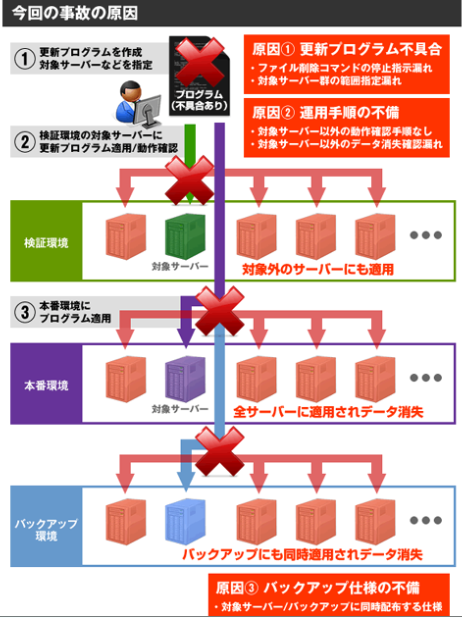 今回の事故の原因
① 更新プログラムを作成
対象サーバーなどを指定
プログラム
(不具合あり)
原因① 更新プログラム不具合
・ファイル削除コマンドの停止指示漏れ
・対象サーバー群の範囲指定漏れ
原因② 運用手順の不備
・対象サーバー以外の動作確認手順なし
・対象サーバー以外のデータ消失確認漏れ
② 検証環境の対象サーバーに
更新プログラム適用/動作確認
検証環境
対象サーバー
対象外のサーバーにも適用
③ 本番環境に
プログラム適用
本番環境
対象サーバー
全サーバーに適用されデータ消失
バックアップ
環境
バックアップにも同時適用されデータ消失
原因③ バックアップ仕様の不備
・対象サーバー/バックアップに同時配布する仕様